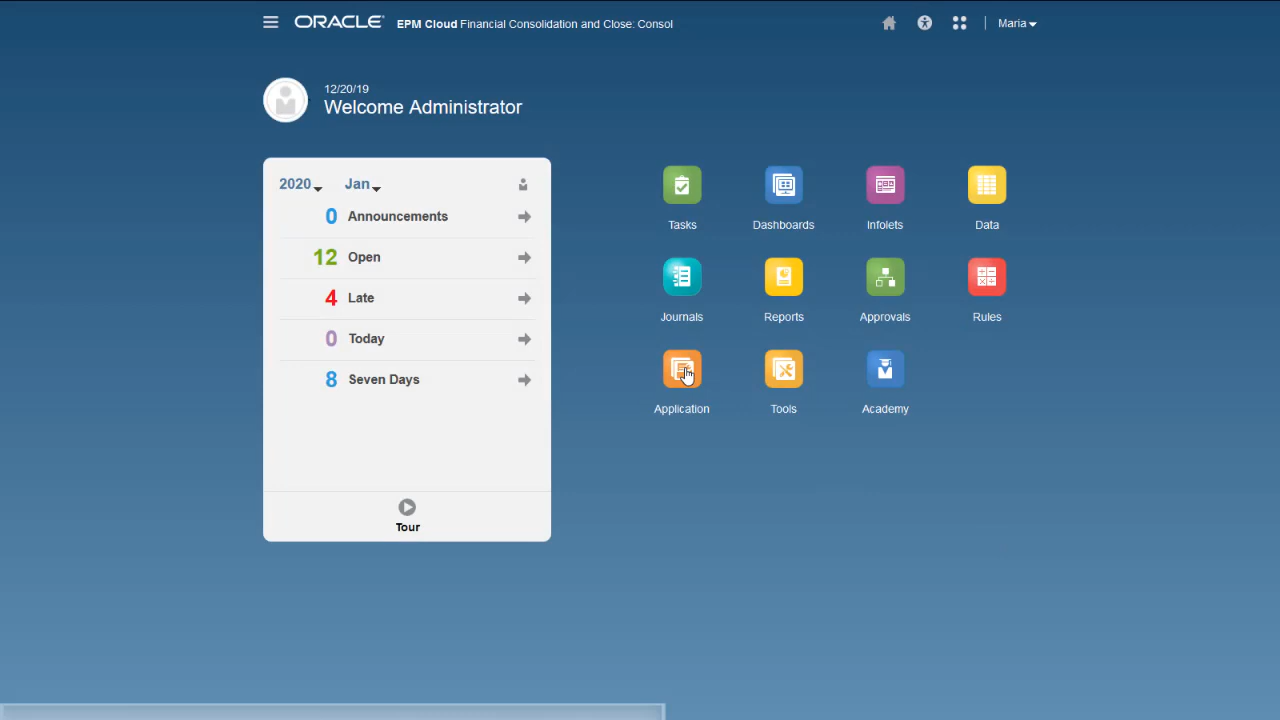 ORACLE EPM Cloud Financial Consolidation and Close: Consol
Maria
12/20/19
Welcome Administrator
2020 Jan
0 Announcements
12 Open
4 Late
0 Today
8 Seven Days
Tour
Tasks Dashboards Infolets Data
Journals Reports Approvals Rules
Application Tools Academy